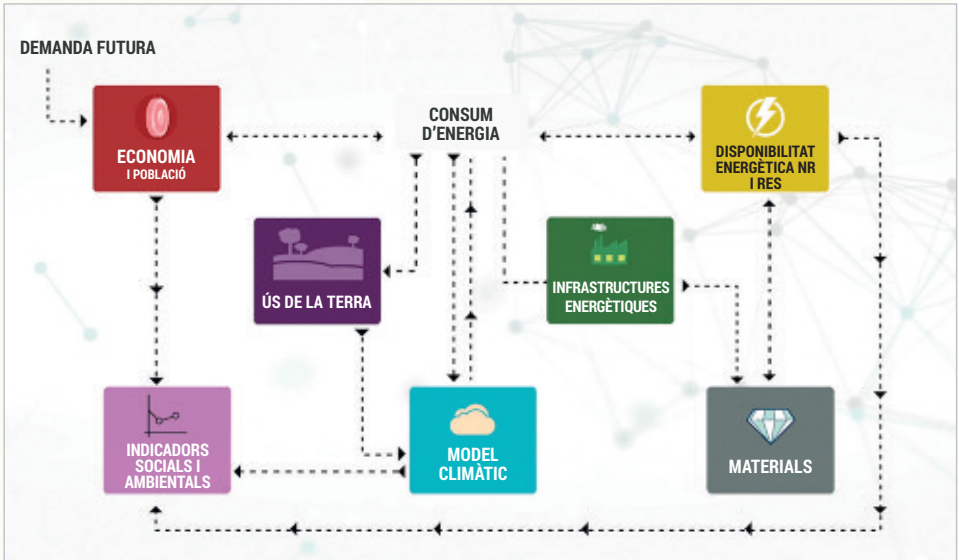 DEMANDA FUTURA
ECONOMIA
I POBLACIÓ
CONSUM
D'ENERGIA
DISPONIBILITAT
ENERGÈTICA NR
I RES
ÚS DE LA TERRA
INFRASTRUCTURES
ENERGÈTIQUES
INDICADORS
SOCIALS I
AMBIENTALS
MODEL
CLIMÀTIC
MATERIALS